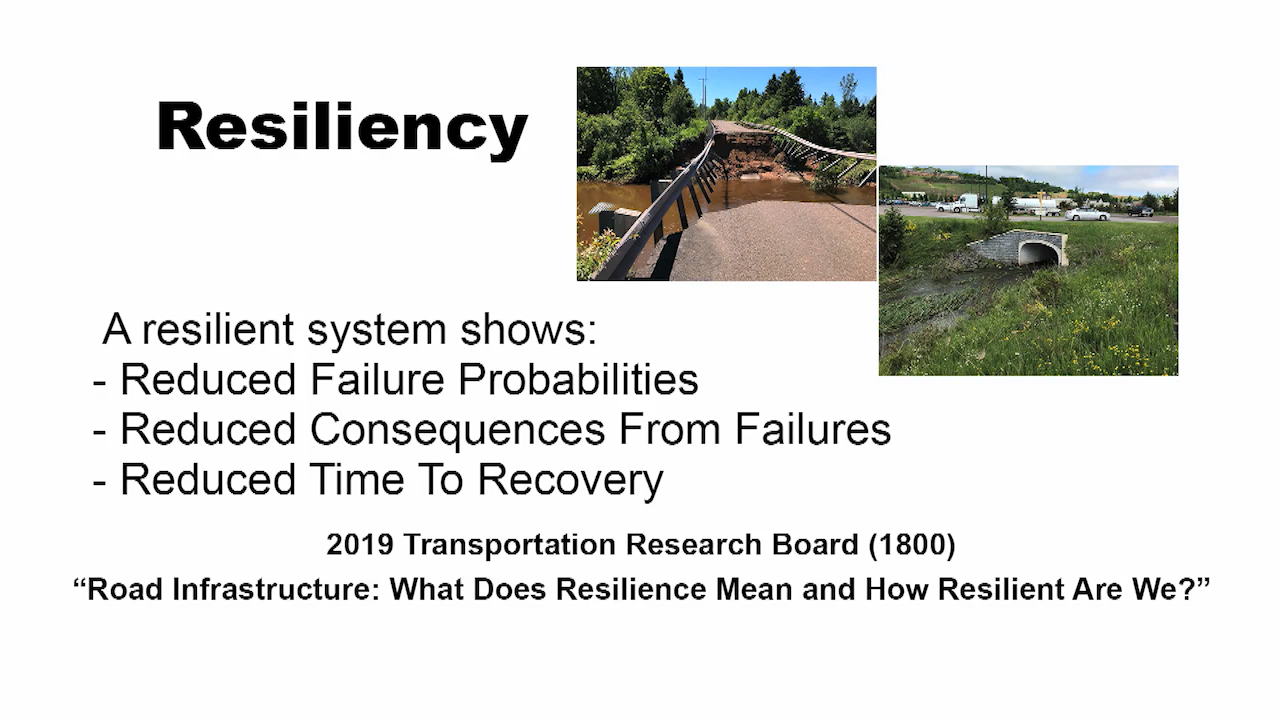 Resiliency
A resilient system shows:
- Reduced Failure Probabilities
- Reduced Consequences From Failures
- Reduced Time To Recovery
2019 Transportation Research Board (1800)
“Road Infrastructure: What Does Resilience Mean and How Resilient Are We?”